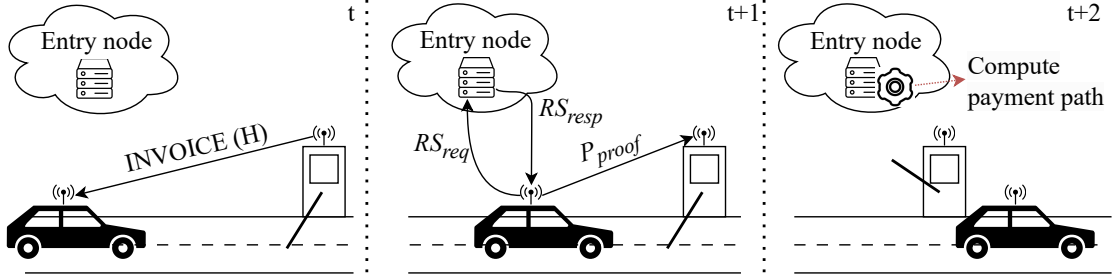 t
Entry node
INVOICE (H)
t+1
Entry node
RS_resp
RS_req
P_proof
t+2
Entry node
Compute
payment path